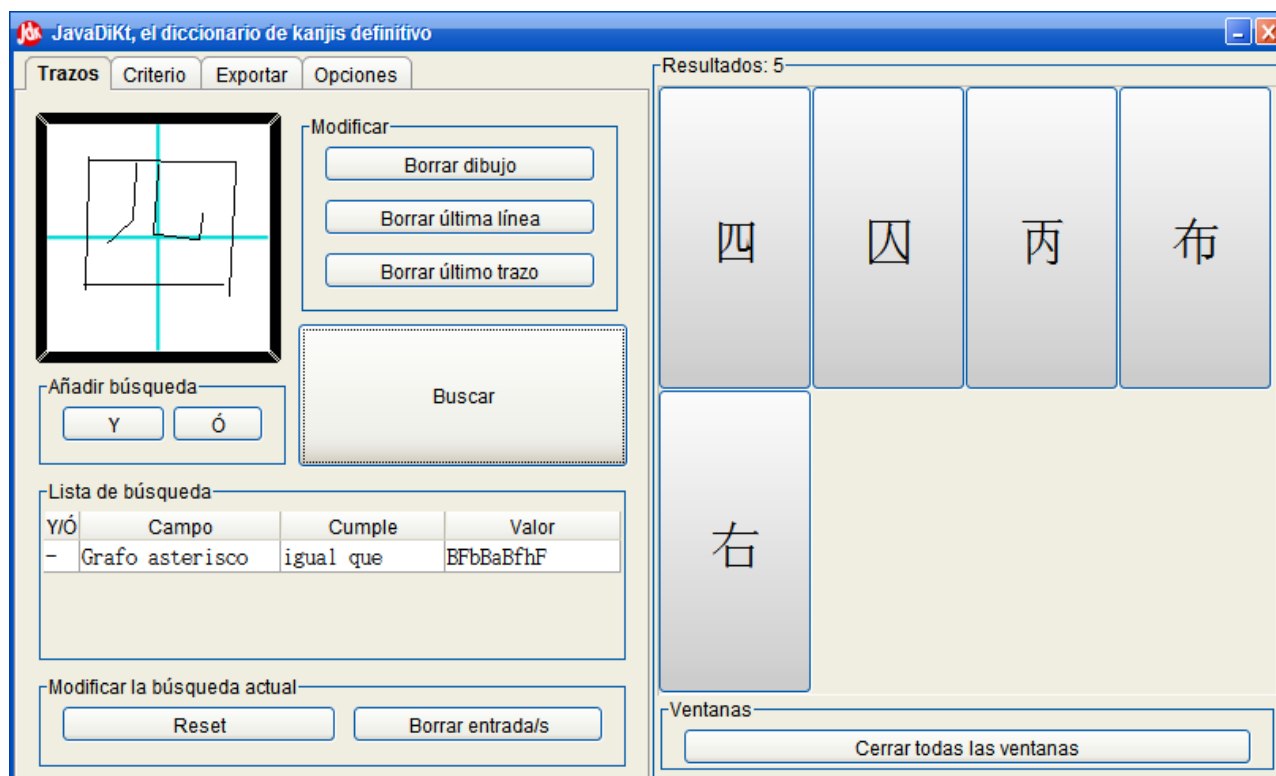 Jdk JavaDiKt, el diccionario de kanjis definitivo
Trazos Criterio Exportar Opciones
Modificar
Borrar dibujo
Borrar última línea
Borrar último trazo
Añadir búsqueda
Y Ó
Buscar
Lista de búsqueda
Y/Ó Campo Cumple Valor
– Grafo asterisco igual que BFbBaBfhF
Modificar la búsqueda actual
Reset Borrar entrada/s
Resultados: 5
四 囚 丙 布
右
Ventanas
Cerrar todas las ventanas